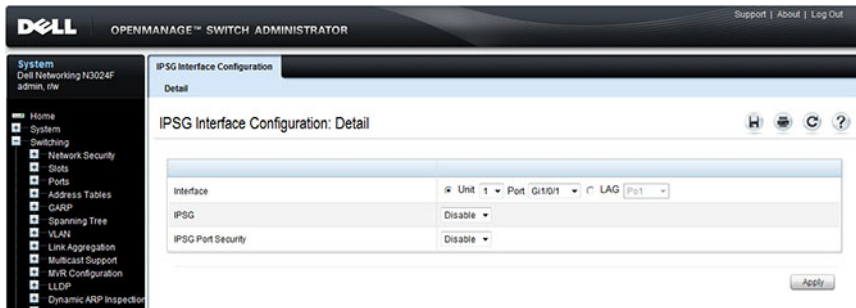 Support | About | Log Out
DELL OPENMANAGE™ SWITCH ADMINISTRATOR
System
Dell Networking N3024F
admin, r/w
Home
System
Switching
Network Security
Slots
Ports
Address Tables
GARP
Spanning Tree
VLAN
Link Aggregation
Multicast Support
MVR Configuration
LLDP
Dynamic ARP Inspection
IPSG Interface Configuration
Detail
IPSG Interface Configuration: Detail
Interface Unit 1 Port Gi1/0/1 LAG Po1
IPSG Disable
IPSG Port Security Disable
Apply